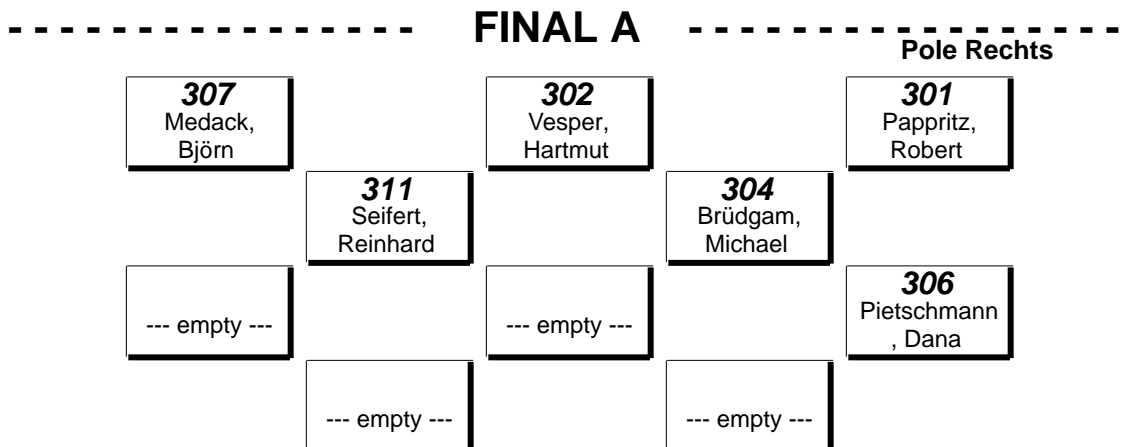 - - - - - - - - - - - - - - - - - FINAL A - - - - - - - - - - - - - - - - - -
Pole Rechts
307
Medack,
Björn
302
Vesper,
Hartmut
301
Pappritz,
Robert
311
Seifert,
Reinhard
304
Brüdgam,
Michael
--- empty ---
--- empty ---
306
Pietschmann
, Dana
--- empty ---
--- empty ---